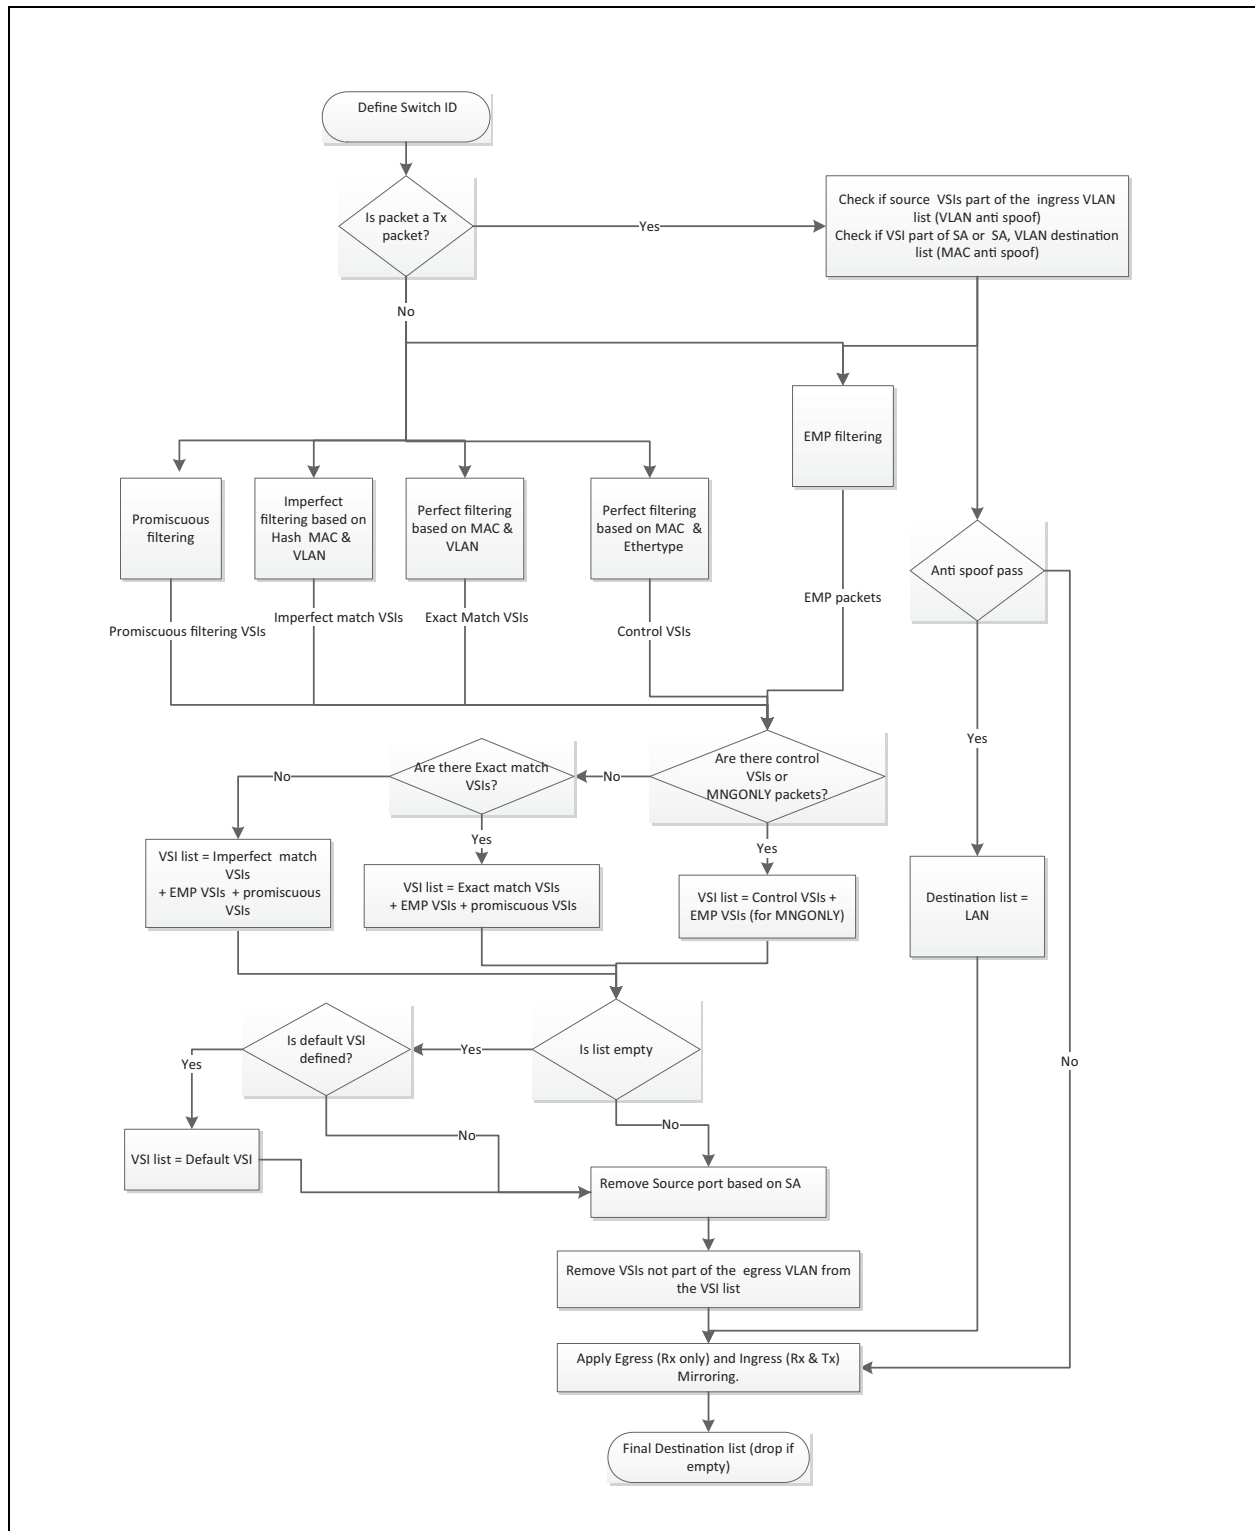 Define Switch ID
Is packet a Tx
packet?
Yes
Check if source VSIs part of the ingress VLAN
list (VLAN anti spoof)
Check if VSI part of SA or SA, VLAN destination
list (MAC anti spoof)
No
EMP filtering
Promiscuous
filtering
Imperfect
filtering based on
Hash MAC &
VLAN
Perfect filtering
based on MAC &
VLAN
Perfect filtering
based on MAC &
Ethertype
Anti spoof pass
EMP packets
Promiscuous filtering VSIs
Imperfect match VSIs
Exact Match VSIs
Control VSIs
Yes
Are there control
VSIs or
MNGONLY packets?
No
Are there Exact match
VSIs?
No
Yes
Yes
VSI list = Imperfect match
VSIs
+ EMP VSIs + promiscuous
VSIs
VSI list = Exact match VSIs
+ EMP VSIs + promiscuous VSIs
VSI list = Control VSIs +
EMP VSIs (for MNGONLY)
Destination list =
LAN
Is default VSI
defined?
Yes
Is list empty
Yes
No
No
No
VSI list = Default VSI
Remove Source port based on SA
Remove VSIs not part of the egress VLAN from
the VSI list
Apply Egress (Rx only) and Ingress (Rx & Tx)
Mirroring.
Final Destination list (drop if
empty)